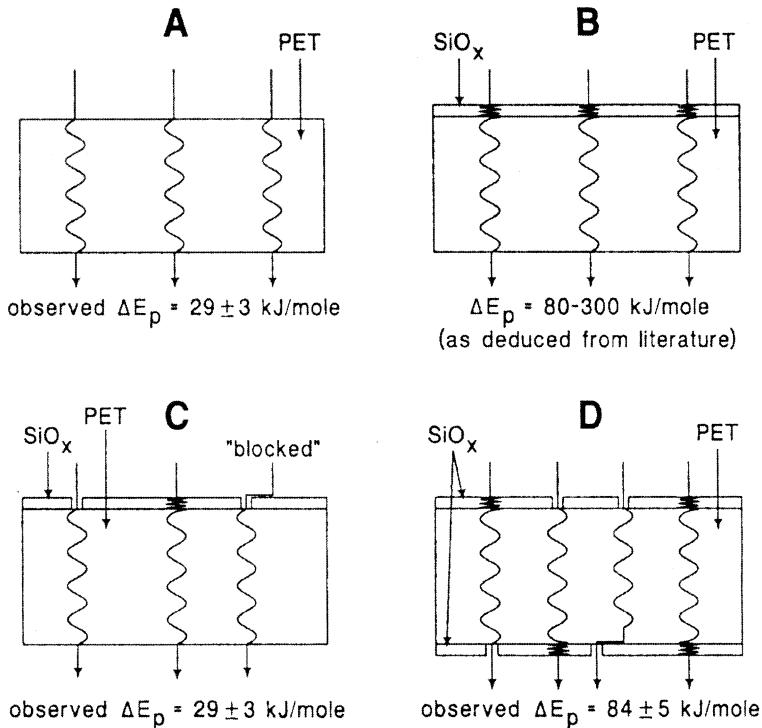 A
PET
observed ΔEp = 29 ± 3 kJ/mole
B
SiOx
PET
ΔEp = 80-300 kJ/mole
(as deduced from literature)
C
SiOx
PET
"blocked"
observed ΔEp = 29 ± 3 kJ/mole
D
SiOx
PET
observed ΔEp = 84 ± 5 kJ/mole